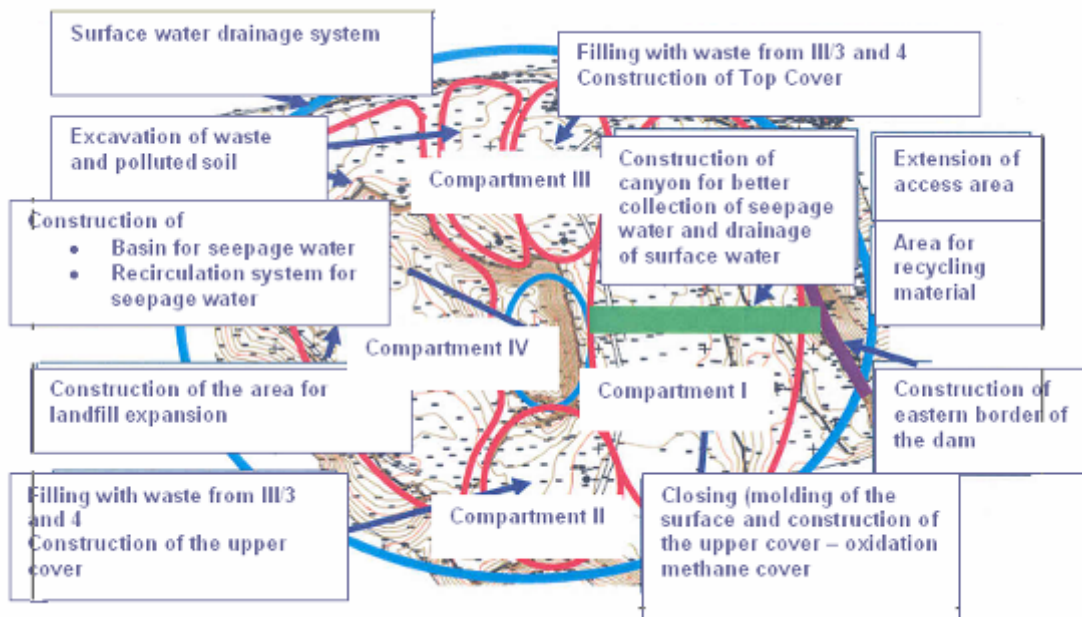 Surface water drainage system
Filling with waste from III/3 and 4
Construction of Top Cover
Excavation of waste
and polluted soil
Compartment III
Construction of
canyon for better
collection of seepage
water and drainage
of surface water
Extension of
access area
Construction of
• Basin for seepage water
• Recirculation system for
seepage water
Area for
recycling
material
Compartment IV
Construction of the area for
landfill expansion
Compartment I
Construction of
eastern border of
the dam
Filling with waste from III/3
and 4
Construction of the upper
cover
Compartment II
Closing (molding of the
surface and construction of
the upper cover – oxidation
methane cover